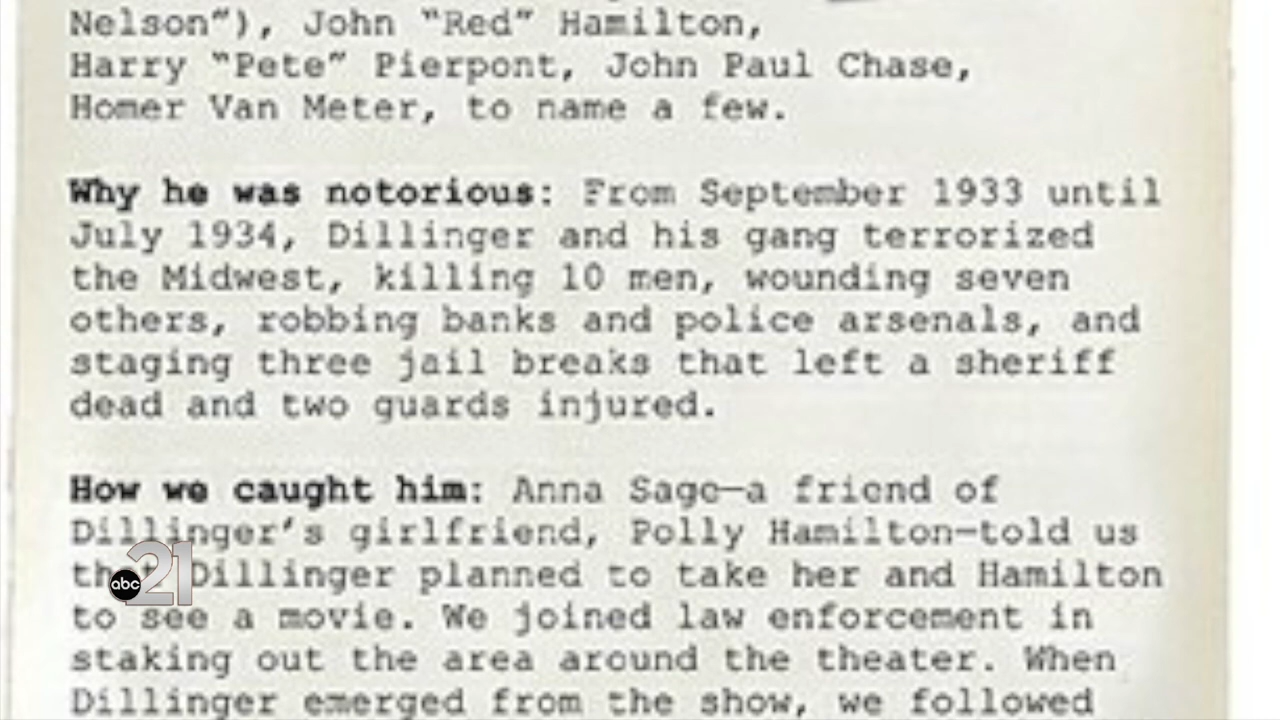 Nelson"), John "Red" Hamilton,
Harry "Pete" Pierpont, John Paul Chase,
Homer Van Meter, to name a few.
Why he was notorious: From September 1933 until
July 1934, Dillinger and his gang terrorized
the Midwest, killing 10 men, wounding seven
others, robbing banks and police arsenals, and
staging three jail breaks that left a sheriff
dead and two guards injured.
How we caught him: Anna Sage—a friend of
Dillinger's girlfriend, Polly Hamilton—told us
that Dillinger planned to take her and Hamilton
to see a movie. We joined law enforcement in
staking out the area around the theater. When
Dillinger emerged from the show, we followed
abc 21